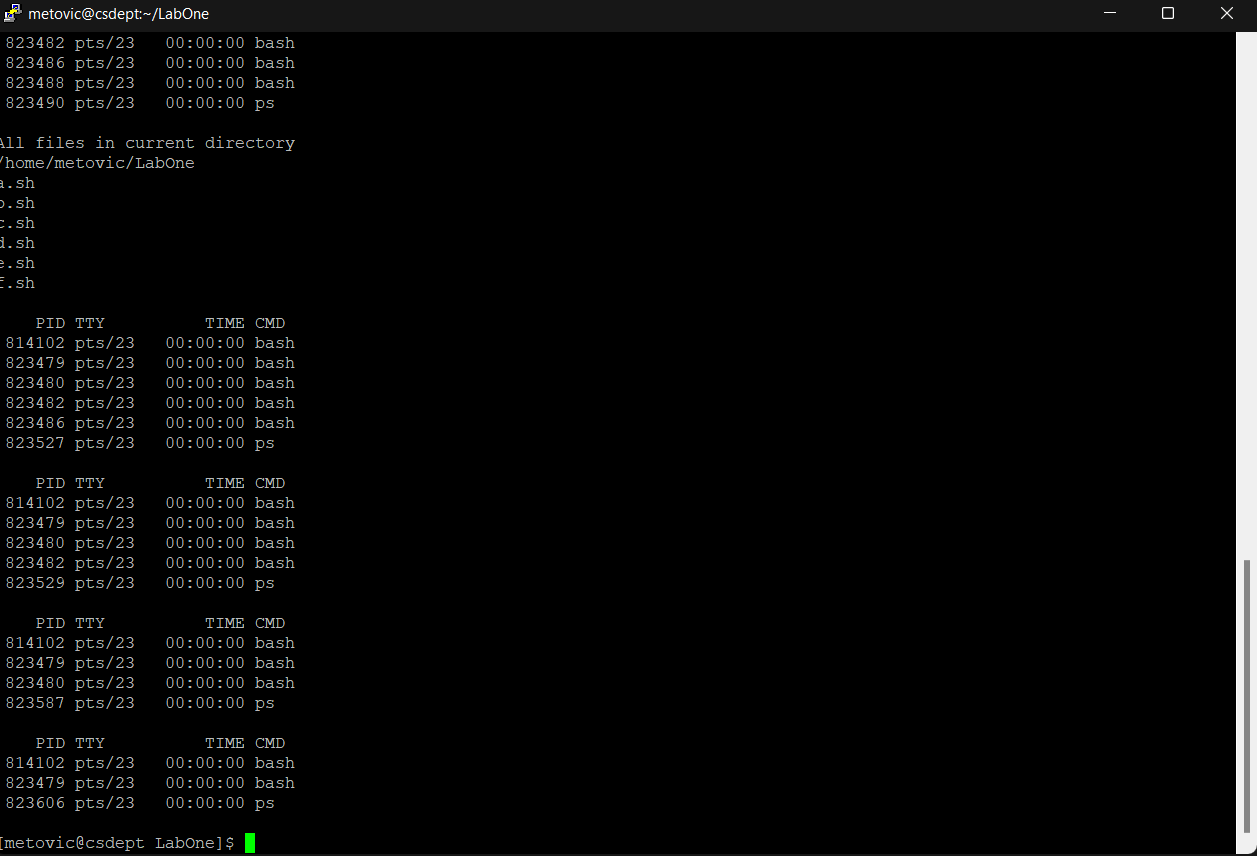 metovic@csdept:~/LabOne
823482 pts/23   00:00:00 bash
823486 pts/23   00:00:00 bash
823488 pts/23   00:00:00 bash
823490 pts/23   00:00:00 ps
All files in current directory
/home/metovic/LabOne
a.sh
b.sh
c.sh
d.sh
e.sh
f.sh
PID TTY          TIME CMD
814102 pts/23   00:00:00 bash
823479 pts/23   00:00:00 bash
823480 pts/23   00:00:00 bash
823482 pts/23   00:00:00 bash
823486 pts/23   00:00:00 bash
823527 pts/23   00:00:00 ps
PID TTY          TIME CMD
814102 pts/23   00:00:00 bash
823479 pts/23   00:00:00 bash
823480 pts/23   00:00:00 bash
823482 pts/23   00:00:00 bash
823529 pts/23   00:00:00 ps
PID TTY          TIME CMD
814102 pts/23   00:00:00 bash
823479 pts/23   00:00:00 bash
823480 pts/23   00:00:00 bash
823587 pts/23   00:00:00 ps
PID TTY          TIME CMD
814102 pts/23   00:00:00 bash
823479 pts/23   00:00:00 bash
823606 pts/23   00:00:00 ps
[metovic@csdept LabOne]$